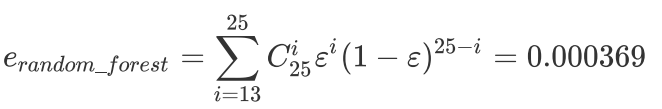 $e_{random\_forest} = \sum_{i=13}^{25} C_{25}^{i} \varepsilon^{i} (1 - \varepsilon)^{25-i} = 0.000369$